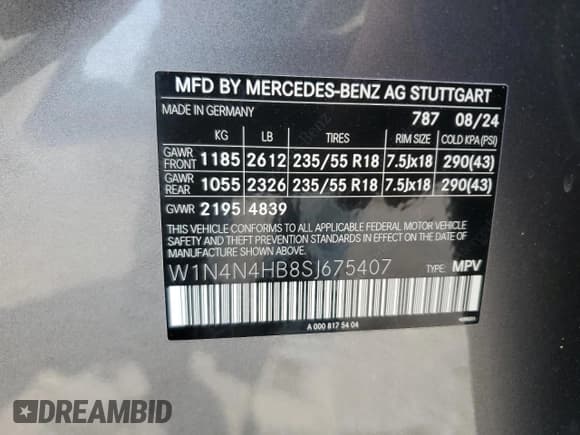 MFD BY MERCEDES-BENZ AG STUTTGART
MADE IN GERMANY 787 08/24
KG LB TIRES RIM SIZE COLD KPA(PSI)
GAWR FRONT 1185 2612 235/55 R18 7.5Jx18 290(43)
GAWR REAR 1055 2326 235/55 R18 7.5Jx18 290(43)
GVWR 2195 4839
THIS VEHICLE CONFORMS TO ALL APPLICABLE FEDERAL MOTOR VEHICLE
SAFETY AND THEFT PREVENTION STANDARDS IN EFFECT ON THE DATE OF
MANUFACTURE SHOWN ABOVE.
W1N4N4HB8SJ675407 TYPE: MPV
A 000 817 54 04
DREAMBID